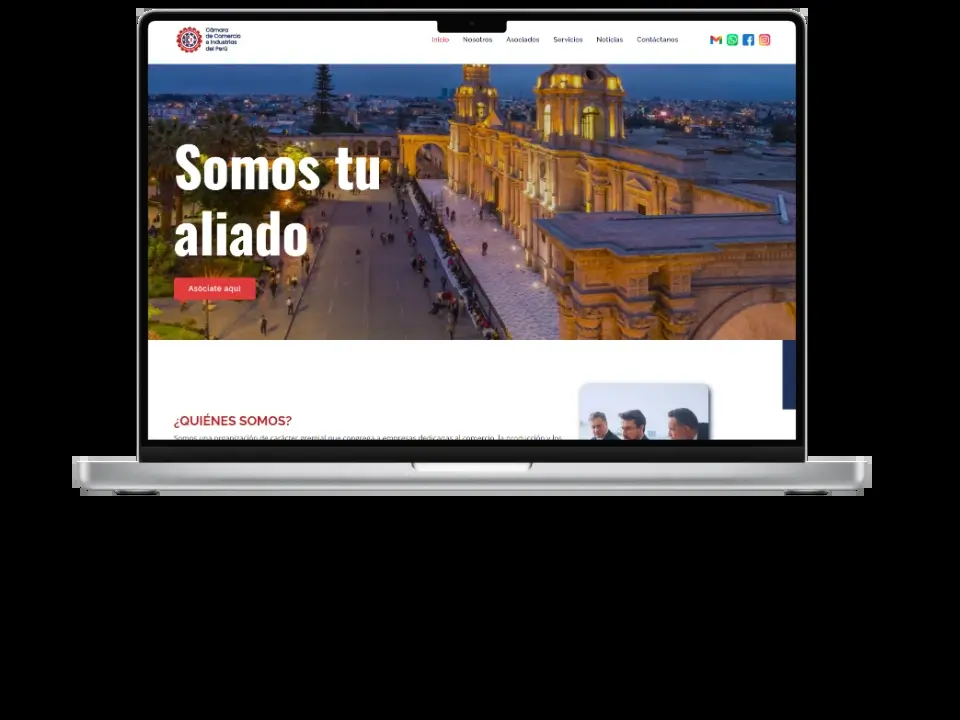 Cámara
de Comercio
e Industrias
del Perú
Inicio Nosotros Asociados Servicios Noticias Contáctanos
Somos tu
aliado
Asóciate aquí
¿QUIÉNES SOMOS?
Somos una organización de carácter gremial que congrega a empresas dedicadas al comercio, la producción y los